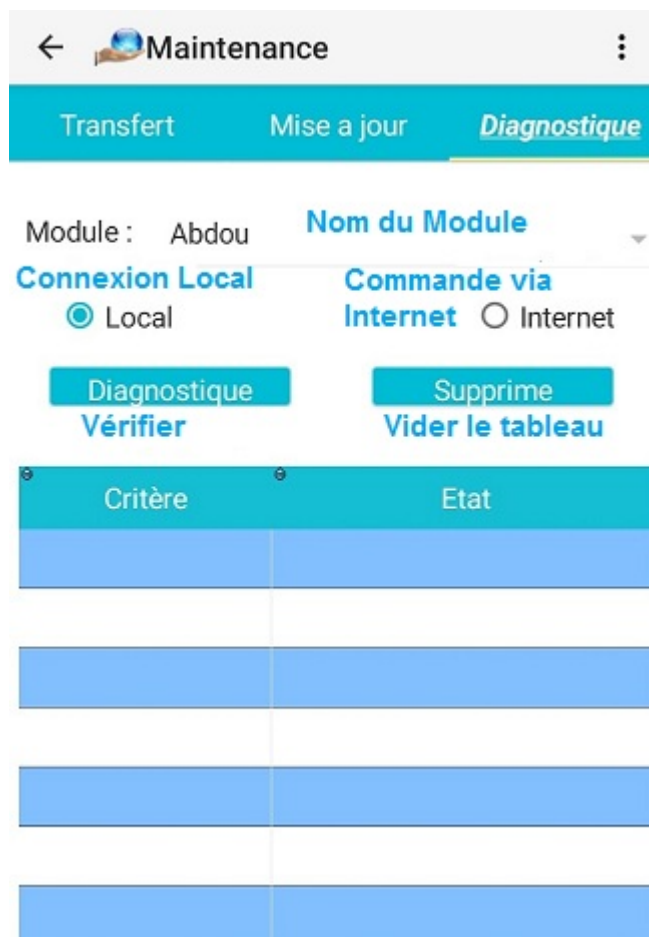 Maintenance
Transfert Mise a jour Diagnostique
Module : Abdou Nom du Module
Connexion Local Commande via
Local Internet Internet
Diagnostique Supprime
Vérifier Vider le tableau
Critère Etat